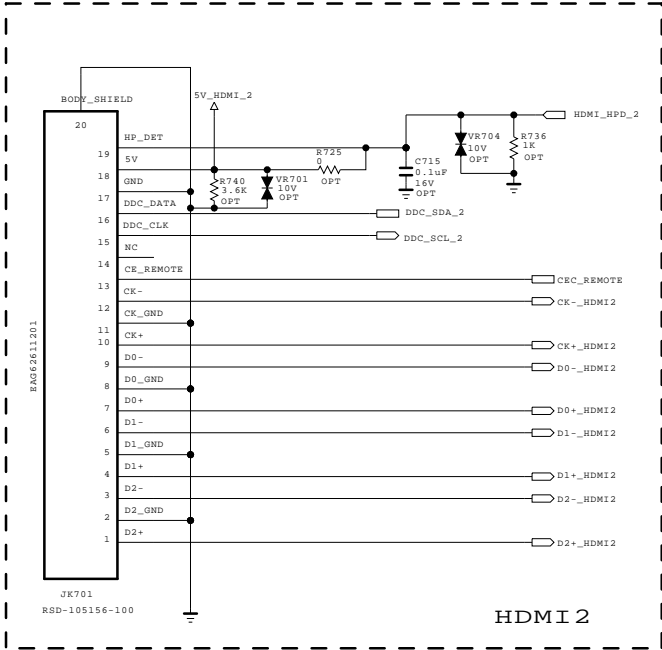 5V_HDMI_2
BODY_SHIELD
20
HDMI_HPD_2
HP_DET
19
R725
0
OPT
C715
0.1uF
16V
OPT
VR704
10V
OPT
R736
1K
OPT
5V
18
R740
3.6K
OPT
VR701
10V
OPT
GND
17
DDC_DATA
16
DDC_SDA_2
DDC_CLK
15
DDC_SCL_2
NC
14
CE_REMOTE
13
CEC_REMOTE
CK-
12
CK-_HDMI2
CK_GND
11
CK+
10
CK+_HDMI2
D0-
9
D0-_HDMI2
D0_GND
8
D0+
7
D0+_HDMI2
D1-
6
D1-_HDMI2
D1_GND
5
D1+
4
D1+_HDMI2
D2-
3
D2-_HDMI2
D2_GND
2
D2+
1
D2+_HDMI2
EAG62611201
JK701
RSD-105156-100
HDMI2